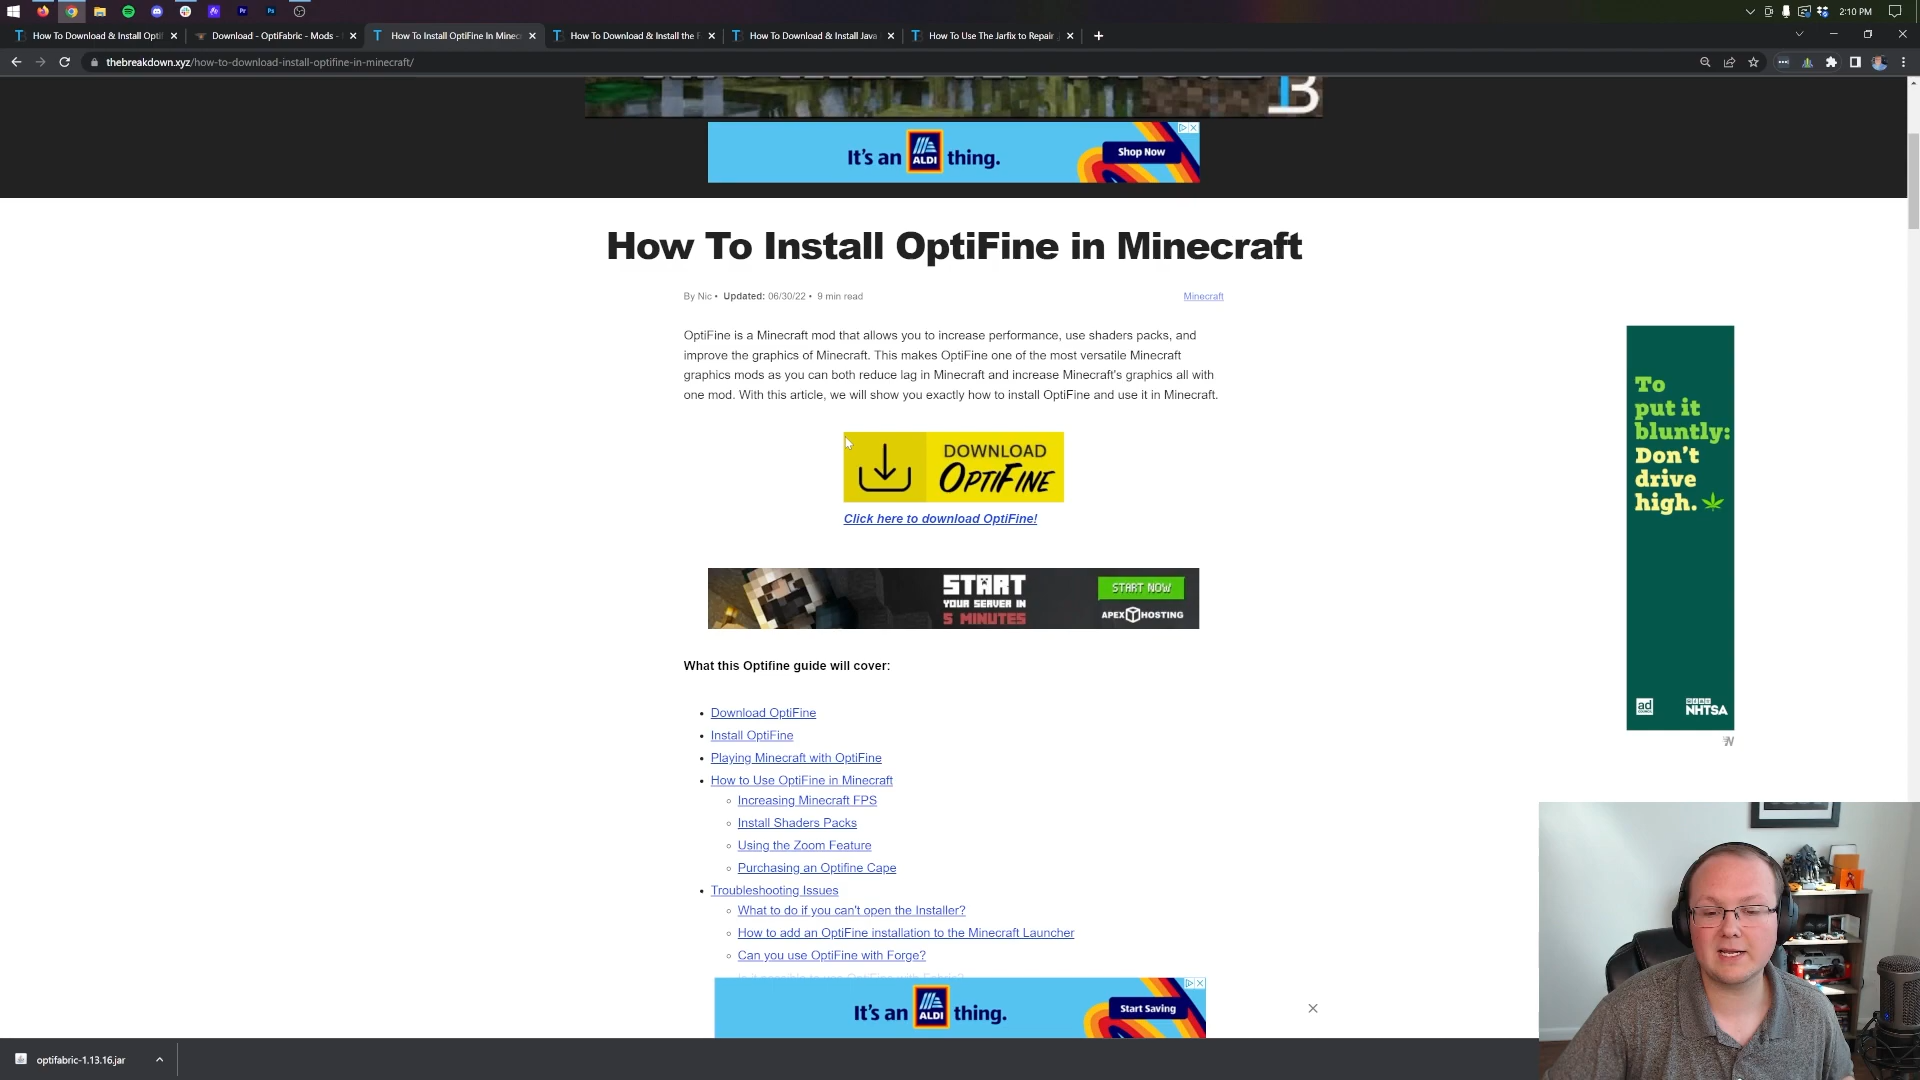 2:10 PM
How To Download & Install Opti
Download - OptiFabric - Mods -
How To Install OptiFine In Minec
How To Download & Install the F
How To Download & Install Java
How To Use The Jarfix to Repair
thebreakdown.xyz/how-to-download-install-optifine-in-minecraft/
It's an ALDI thing.
Shop Now
How To Install OptiFine in Minecraft
By Nic • Updated: 06/30/22 • 9 min read
Minecraft
OptiFine is a Minecraft mod that allows you to increase performance, use shaders packs, and
improve the graphics of Minecraft. This makes OptiFine one of the most versatile Minecraft
graphics mods as you can both reduce lag in Minecraft and increase Minecraft's graphics all with
one mod. With this article, we will show you exactly how to install OptiFine and use it in Minecraft.
DOWNLOAD
OPTIFINE
Click here to download OptiFine!
START
YOUR SERVER IN
5 MINUTES
START NOW
APEX HOSTING
To
put it
bluntly:
Don't
drive
high.
ad
NHTSA
What this Optifine guide will cover:
• Download OptiFine
• Install OptiFine
• Playing Minecraft with OptiFine
• How to Use OptiFine in Minecraft
Increasing Minecraft FPS
Install Shaders Packs
Using the Zoom Feature
Purchasing an Optifine Cape
• Troubleshooting Issues
What to do if you can't open the Installer?
How to add an OptiFine installation to the Minecraft Launcher
Can you use OptiFine with Forge?
Is it possible to use OptiFine with Fabric?
It's an ALDI thing.
Start Saving
optifabric-1.13.16.jar